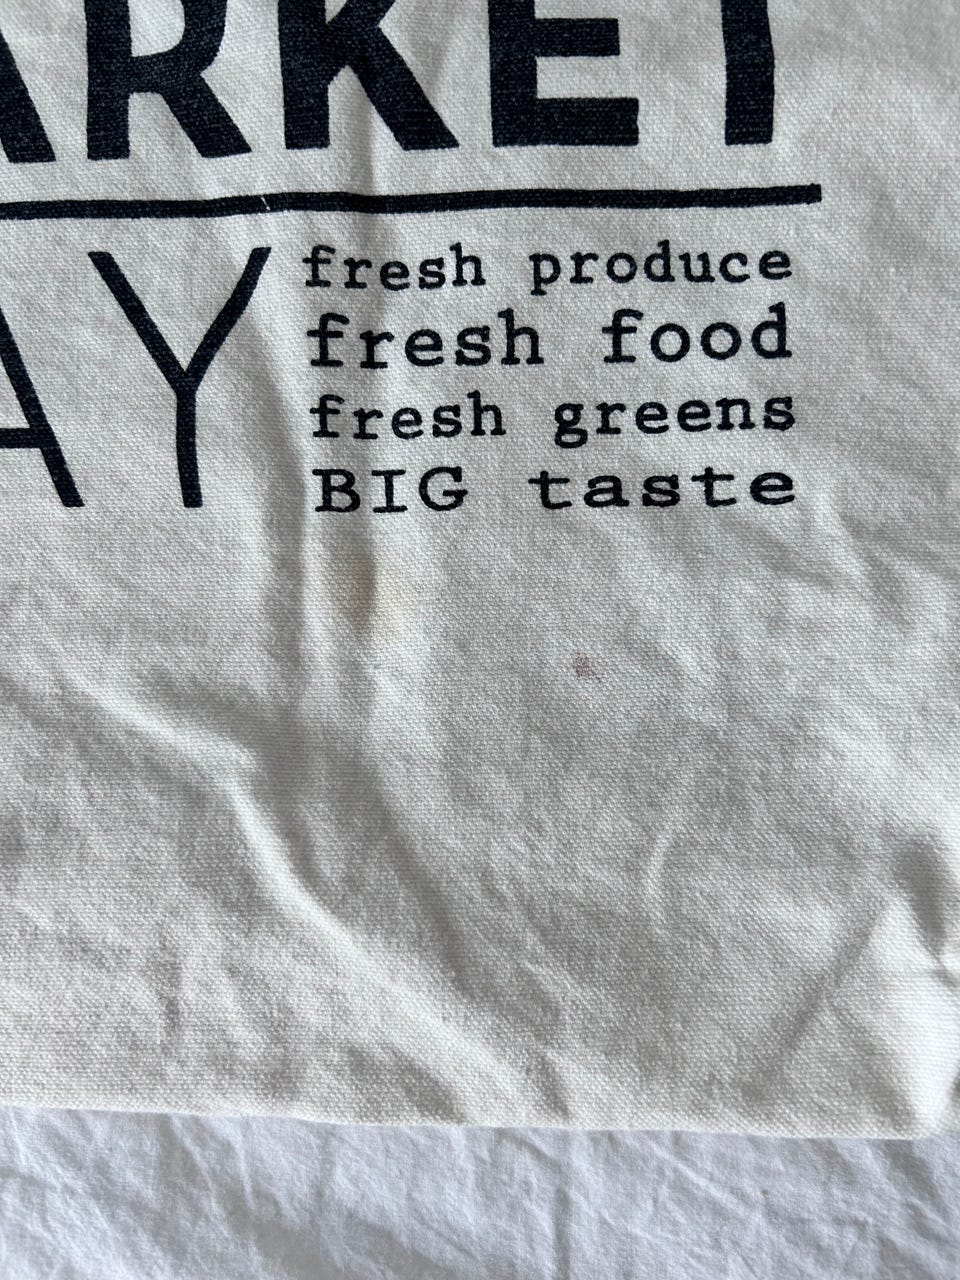 ARKET
AY
fresh produce
fresh food
fresh greens
BIG taste